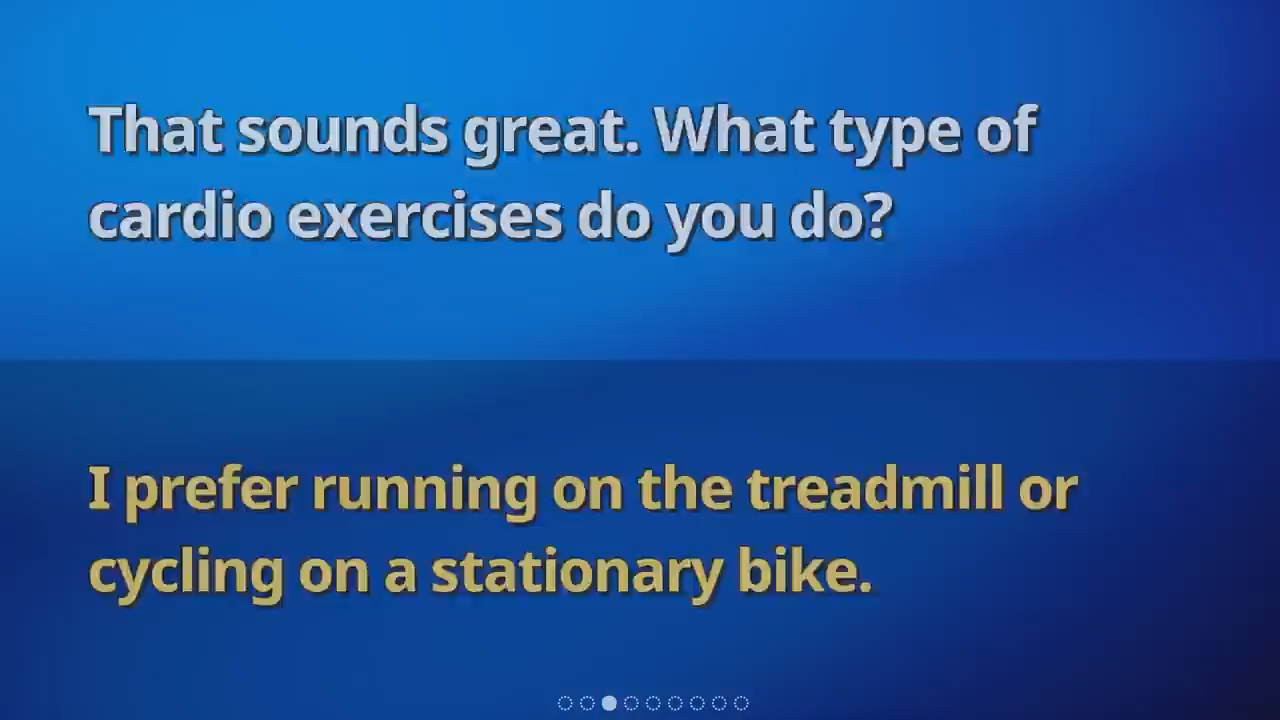 That sounds great. What type of
cardio exercises do you do?
I prefer running on the treadmill or
cycling on a stationary bike.